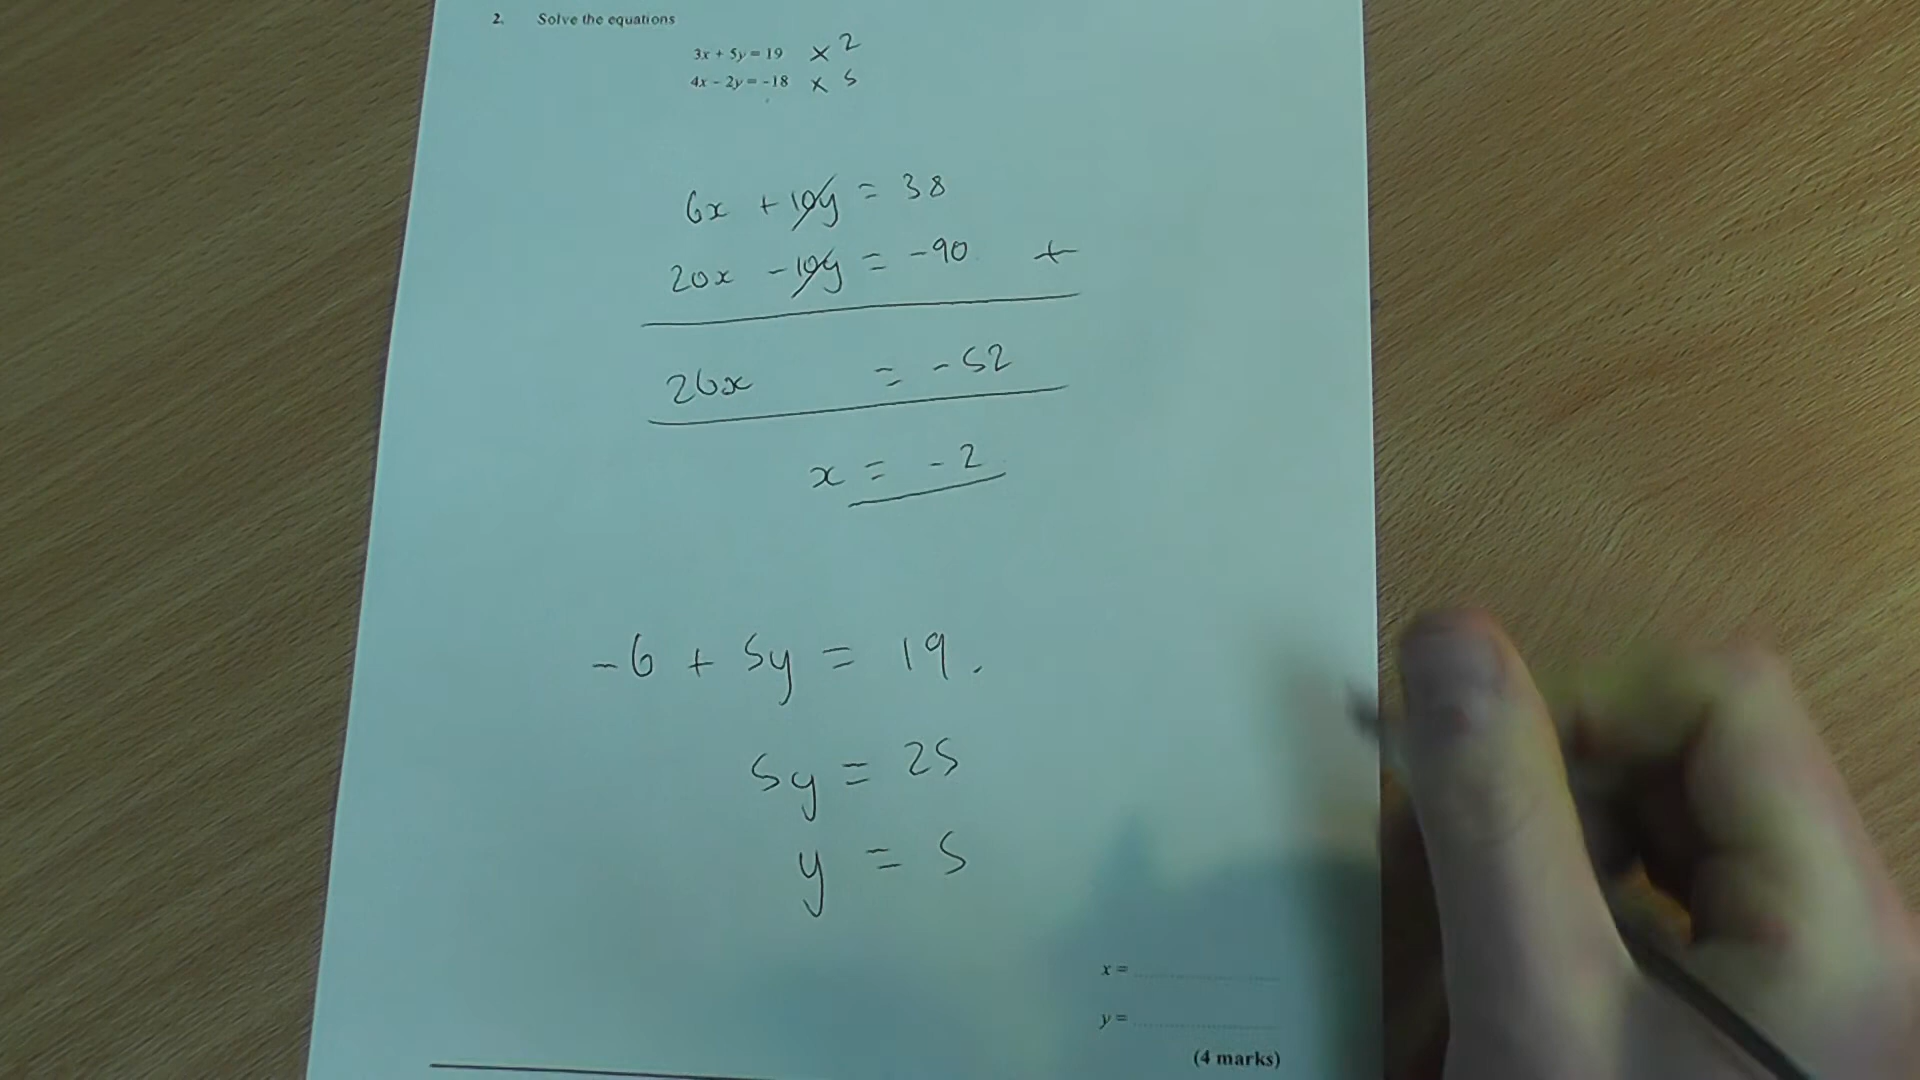 2. Solve the equations
3x + 5y = 19 × 2
4x - 2y = -18 × 5
6x + 10y = 38
20x - 10y = -90 +
26x = -52
x = -2
-6 + 5y = 19.
5y = 25
y = 5
x = ....................
y = ....................
(4 marks)